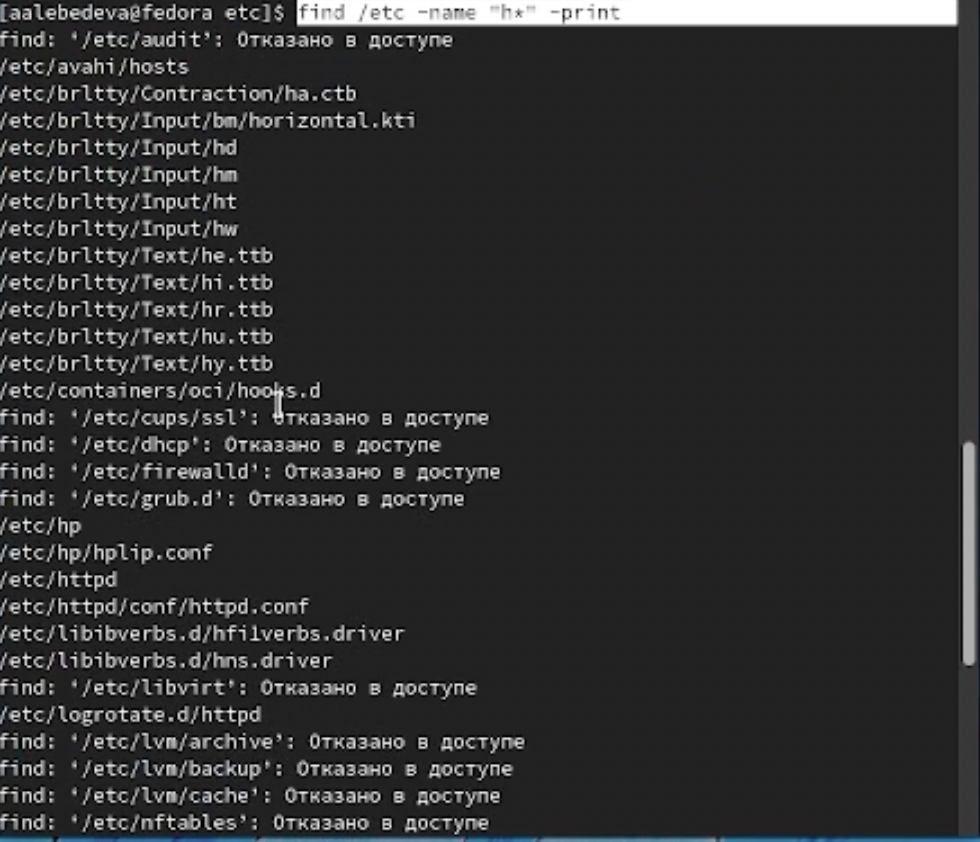 [aalebedeva@fedora etc]$ find /etc -name "h*" -print
find: ‘/etc/audit’: Отказано в доступе
/etc/avahi/hosts
/etc/brltty/Contraction/ha.ctb
/etc/brltty/Input/bm/horizontal.kti
/etc/brltty/Input/hd
/etc/brltty/Input/hm
/etc/brltty/Input/ht
/etc/brltty/Input/hw
/etc/brltty/Text/he.ttb
/etc/brltty/Text/hi.ttb
/etc/brltty/Text/hr.ttb
/etc/brltty/Text/hu.ttb
/etc/brltty/Text/hy.ttb
/etc/containers/oci/hooks.d
find: ‘/etc/cups/ssl’: Отказано в доступе
find: ‘/etc/dhcp’: Отказано в доступе
find: ‘/etc/firewalld’: Отказано в доступе
find: ‘/etc/grub.d’: Отказано в доступе
/etc/hp
/etc/hp/hplip.conf
/etc/httpd
/etc/httpd/conf/httpd.conf
/etc/libibverbs.d/hfi1verbs.driver
/etc/libibverbs.d/hns.driver
find: ‘/etc/libvirt’: Отказано в доступе
/etc/logrotate.d/httpd
find: ‘/etc/lvm/archive’: Отказано в доступе
find: ‘/etc/lvm/backup’: Отказано в доступе
find: ‘/etc/lvm/cache’: Отказано в доступе
find: ‘/etc/nftables’: Отказано в доступе